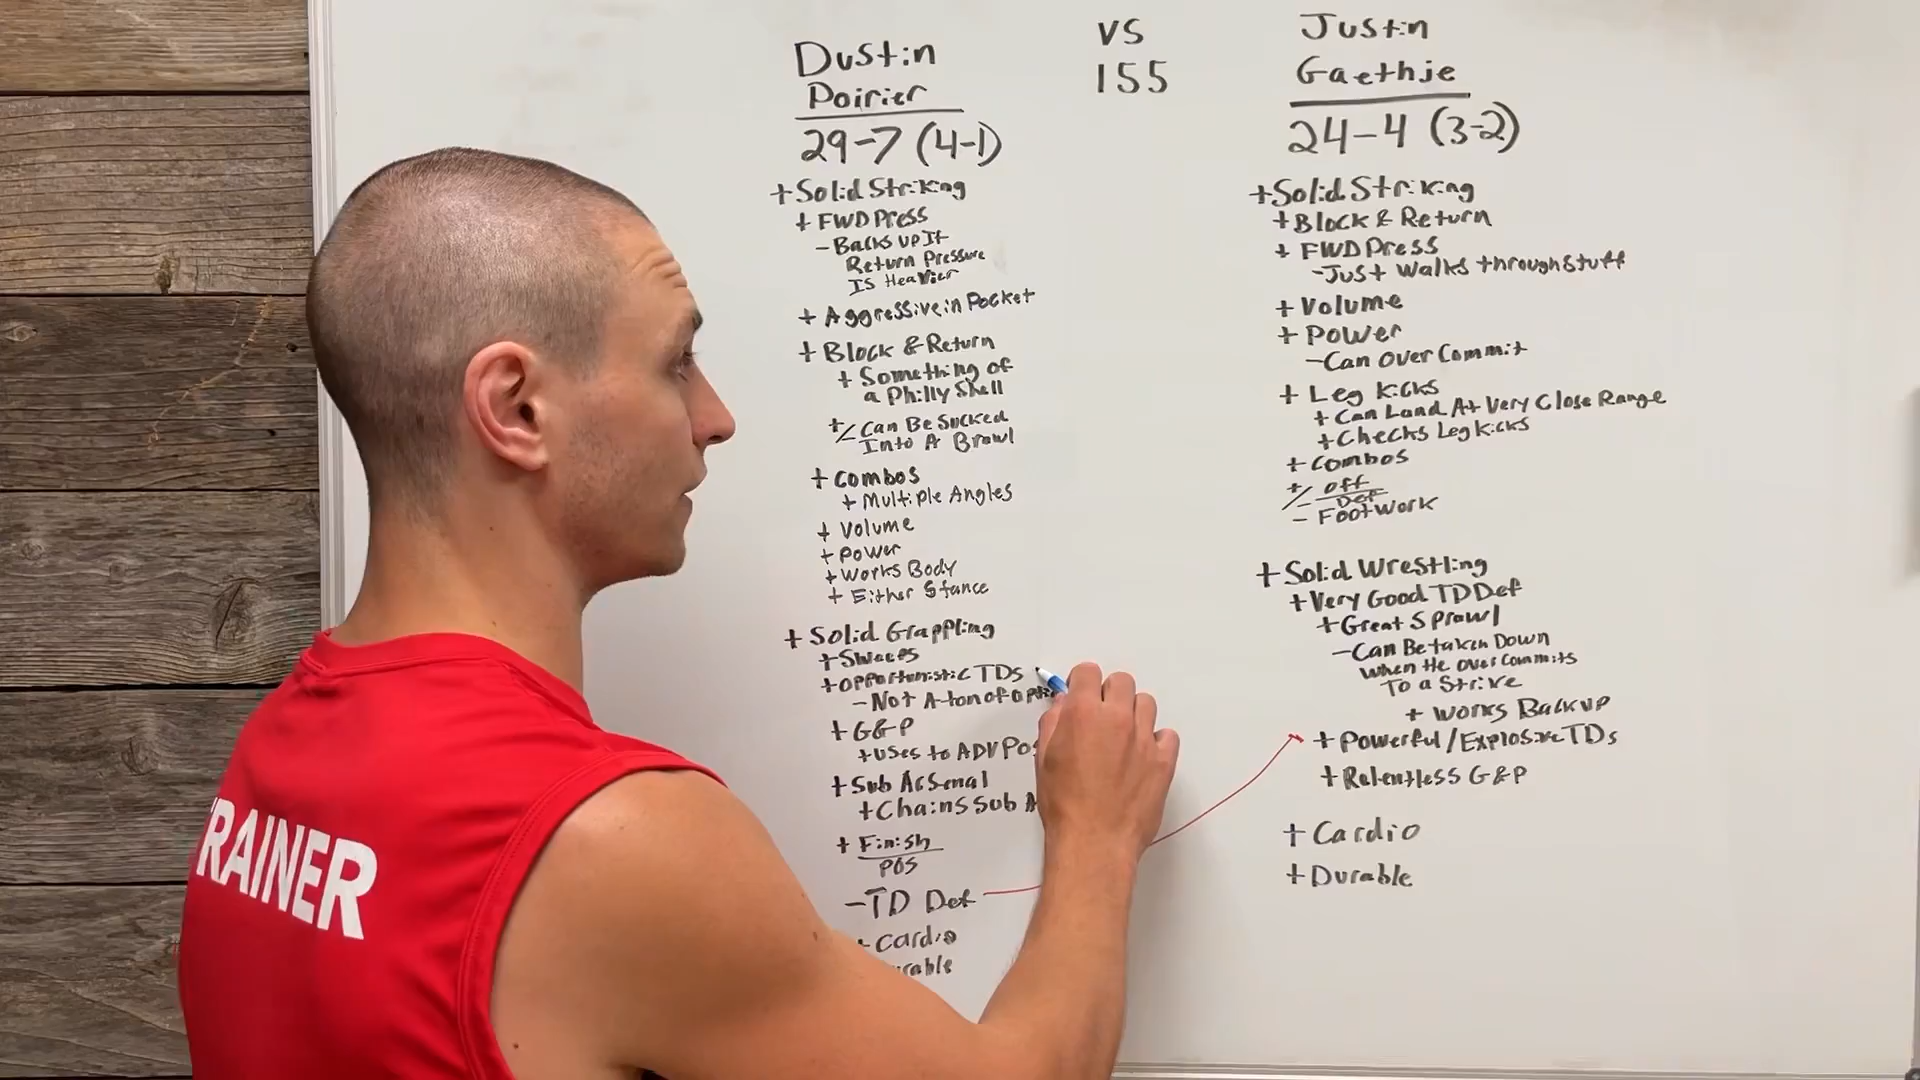 Dustin
Poirier
29-7 (4-1)
+ Solid Striking
+ FWD Press
- Backs Up If
Return Pressure
Is Heavier
+ Aggressive in Pocket
+ Block & Return
+ Something of
a Philly Shell
+/- Can Be Sucked
Into A Brawl
+ Combos
+ Multiple Angles
+ Volume
+ Power
+ Works Body
+ Either Stance
+ Solid Grappling
+ Sweeps
+ Opportunistic TDs
- Not A ton of
+ G&P
+ Uses to ADV Pos
+ Sub Arsenal
+ Chains Sub A
+ Finish
POS
- TD Def
+ Cardio
VS
155
Justin
Gaethje
24-4 (3-2)
+ Solid Striking
+ Block & Return
+ FWD Press
- Just Walks through Stuff
+ Volume
+ Power
- Can Over Commit
+ Leg Kicks
+ Can Land At Very Close Range
+ Checks Leg Kicks
+ Combos
+/- Off
Def
- Footwork
+ Solid Wrestling
+ Very Good TD Def
+ Great Sprawl
- Can Be taken Down
When He Over Commits
To a Strike
+ Works Back up
+ Powerful/Explosive TDs
+ Relentless G&P
+ Cardio
+ Durable
TRAINER